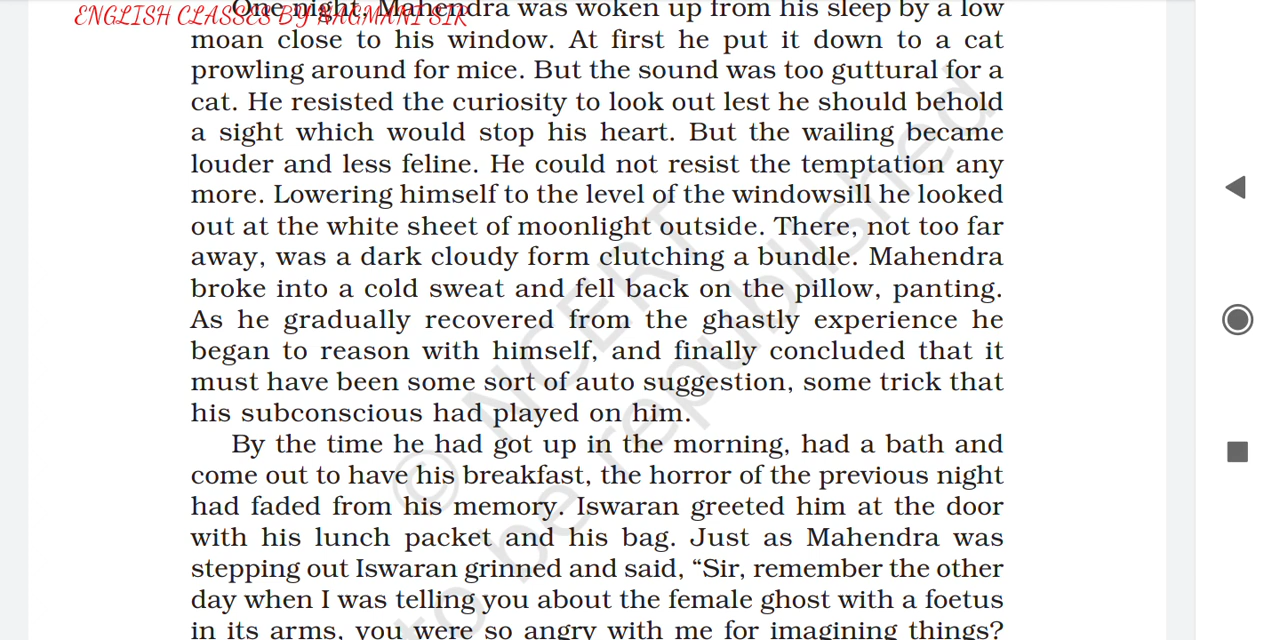 ENGLISH CLASSES BY NAGMANI SIR
One night, Mahendra was woken up from his sleep by a low
moan close to his window. At first he put it down to a cat
prowling around for mice. But the sound was too guttural for a
cat. He resisted the curiosity to look out lest he should behold
a sight which would stop his heart. But the wailing became
louder and less feline. He could not resist the temptation any
more. Lowering himself to the level of the windowsill he looked
out at the white sheet of moonlight outside. There, not too far
away, was a dark cloudy form clutching a bundle. Mahendra
broke into a cold sweat and fell back on the pillow, panting.
As he gradually recovered from the ghastly experience he
began to reason with himself, and finally concluded that it
must have been some sort of auto suggestion, some trick that
his subconscious had played on him.
By the time he had got up in the morning, had a bath and
come out to have his breakfast, the horror of the previous night
had faded from his memory. Iswaran greeted him at the door
with his lunch packet and his bag. Just as Mahendra was
stepping out Iswaran grinned and said, “Sir, remember the other
day when I was telling you about the female ghost with a foetus
in its arms, you were so angry with me for imagining things?
© NCERT
to be republished